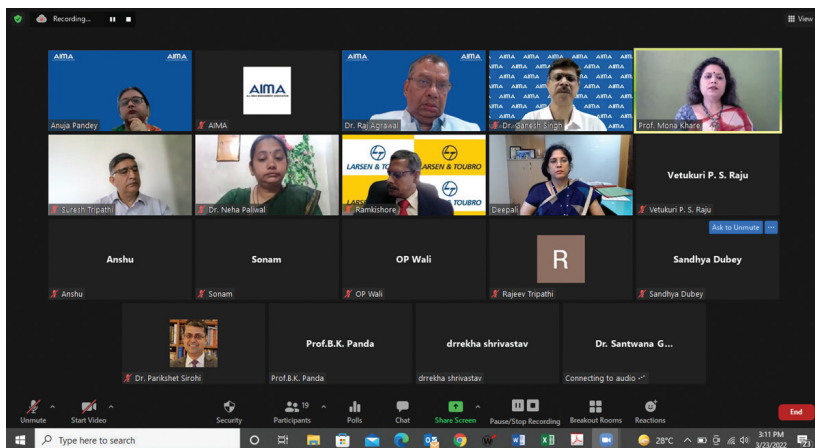 Recording...
View
AIMA AIMA
Anuja Pandey
AIMA
AIMA
Dr. Raj Agrawal
Dr. Ganesh Singh
Prof. Mona Khare
Suresh Tripathi
Dr. Neha Paliwal
LARSEN & TOUBRO
Ramkishore
Deepali
Vetukuri P. S. Raju
Vetukuri P. S. Raju
Ask to Unmute ...
Anshu
Anshu
Sonam
Sonam
OP Wali
OP Wali
R
Rajeev Tripathi
Sandhya Dubey
Sandhya Dubey
Dr. Parikshet Sirohi
Prof.B.K. Panda
Prof.B.K. Panda
drrekha shrivastav
drrekha shrivastav
Dr. Santwana G...
Connecting to audio
Unmute
Start Video
Security
19
Participants
Polls
Chat
Share Screen
Pause/Stop Recording
Breakout Rooms
Reactions
End
Type here to search
28°C
3:11 PM
3/23/2022
23